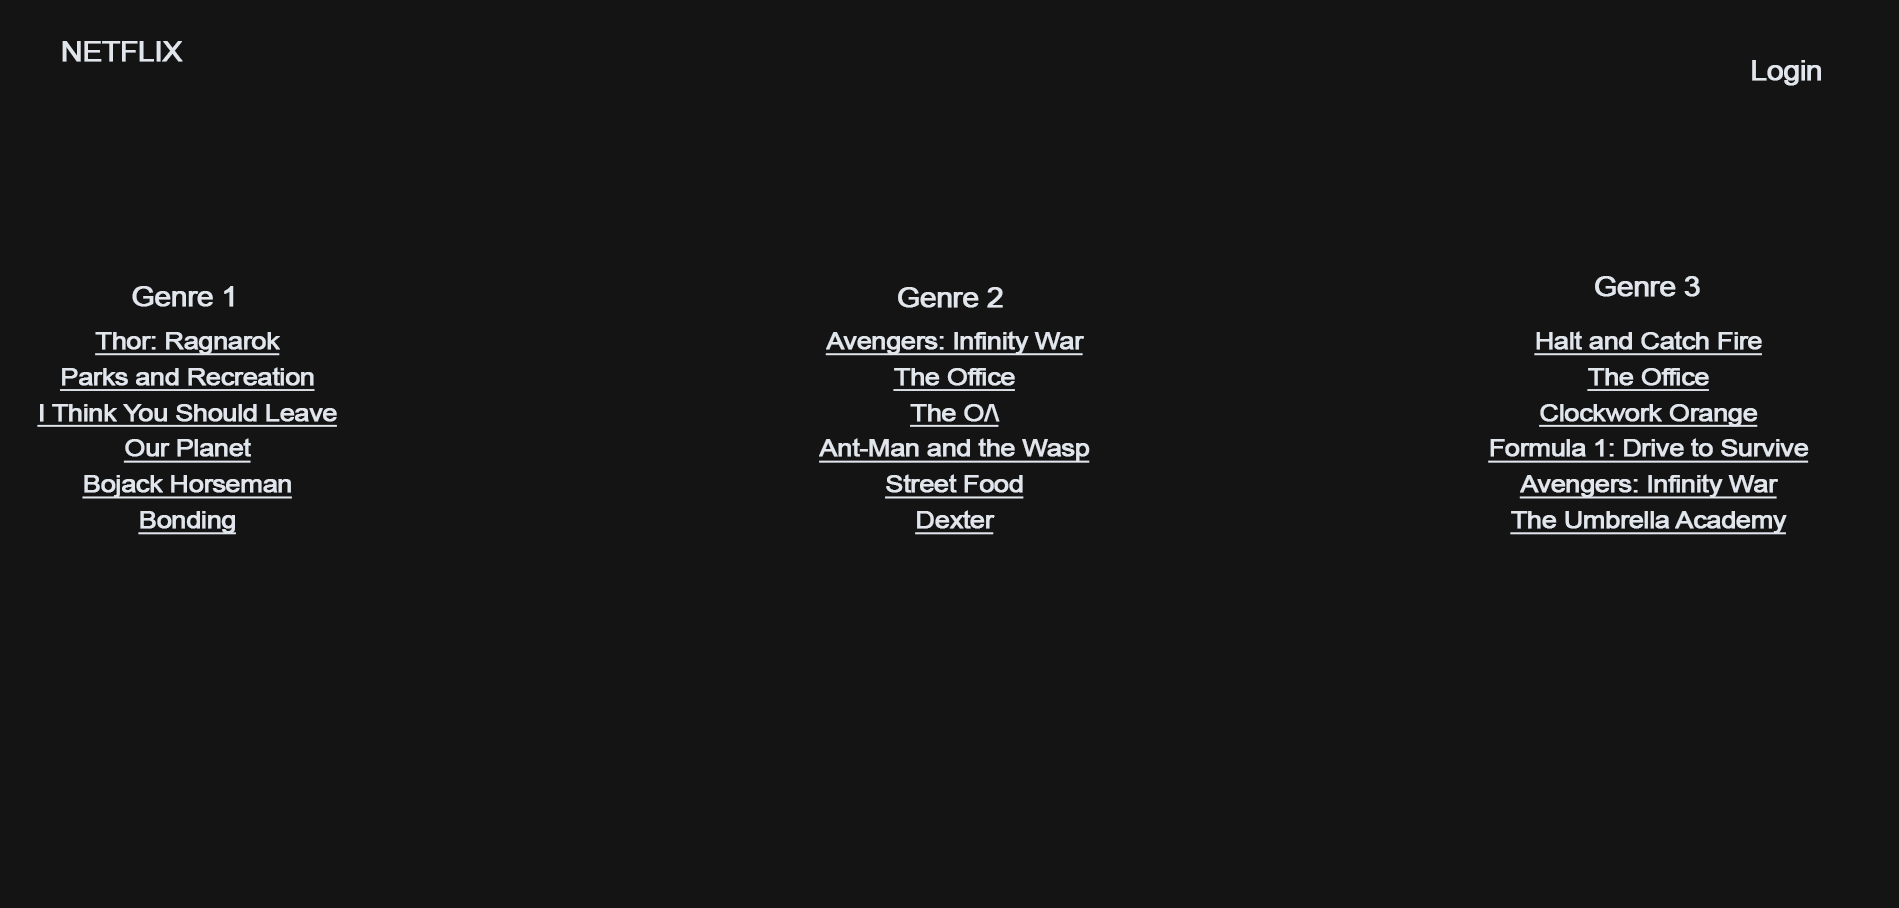 NETFLIX
Login
Genre 1
Thor: Ragnarok
Parks and Recreation
I Think You Should Leave
Our Planet
Bojack Horseman
Bonding
Genre 2
Avengers: Infinity War
The Office
The OΛ
Ant-Man and the Wasp
Street Food
Dexter
Genre 3
Halt and Catch Fire
The Office
Clockwork Orange
Formula 1: Drive to Survive
Avengers: Infinity War
The Umbrella Academy